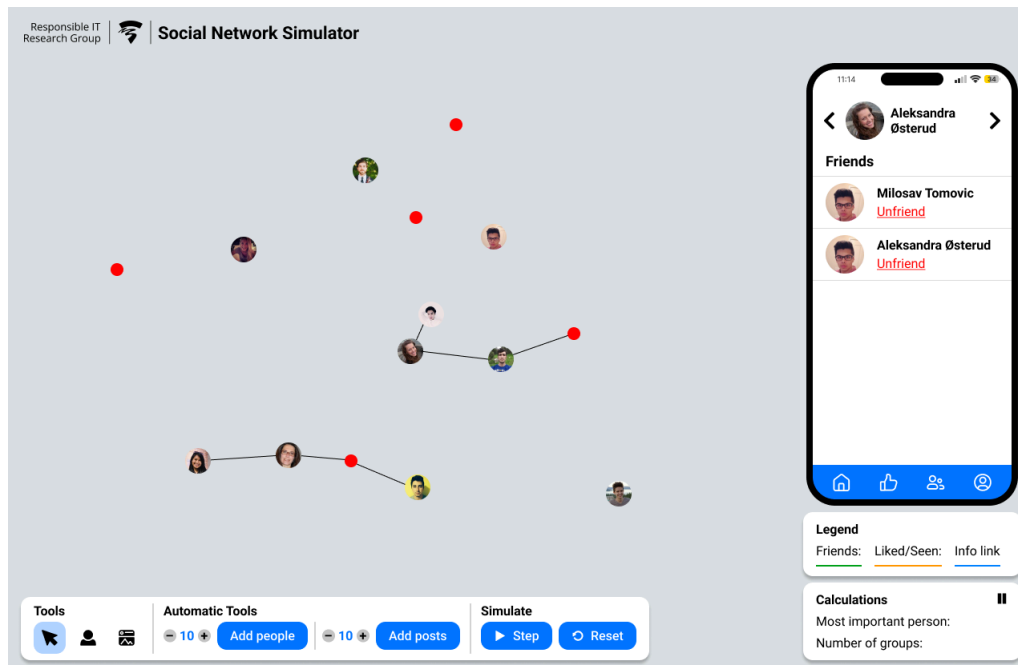 Responsible IT
Research Group
Social Network Simulator
11:14
34
Aleksandra
Østerud
Friends
Milosav Tomovic
Unfriend
Aleksandra Østerud
Unfriend
Legend
Friends: Liked/Seen: Info link
Calculations
Most important person:
Number of groups:
Tools
Automatic Tools
10 Add people
10 Add posts
Simulate
Step
Reset